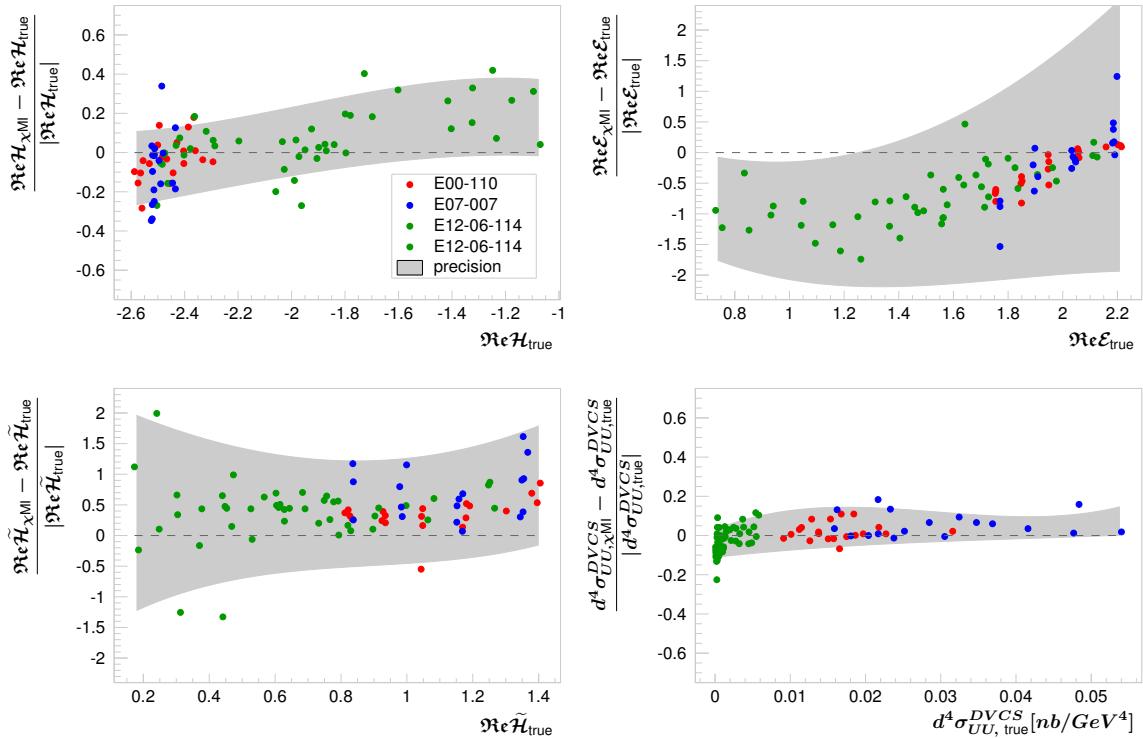 ReH_χMI − ReH_true
|ReH_true|
0.6
0.4
0.2
0
-0.2
-0.4
-0.6
E00-110
E07-007
E12-06-114
E12-06-114
precision
-2.6 -2.4 -2.2 -2 -1.8 -1.6 -1.4 -1.2 -1
ReH_true
ReE_χMI − ReE_true
|ReE_true|
2
1.5
1
0.5
0
-0.5
-1
-1.5
-2
0.8 1 1.2 1.4 1.6 1.8 2 2.2
ReE_true
ReH̃_χMI − ReH̃_true
|ReH̃_true|
2
1.5
1
0.5
0
0.5
-1
-1.5
-2
0.2 0.4 0.6 0.8 1 1.2 1.4
ReH̃_true
d⁴σ^DVCS_UU,χMI − d⁴σ^DVCS_UU,true
|d⁴σ^DVCS_UU,true|
0.6
0.4
0.2
0
-0.2
-0.4
-0.6
0 0.01 0.02 0.03 0.04 0.05
d⁴σ^DVCS_UU, true [nb/GeV⁴]